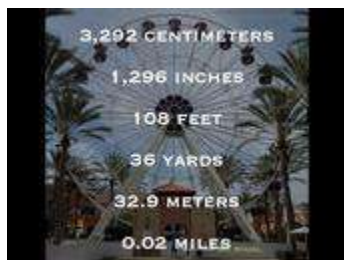 3,292 CENTIMETERS
1,296 INCHES
108 FEET
36 YARDS
32.9 METERS
0.02 MILES